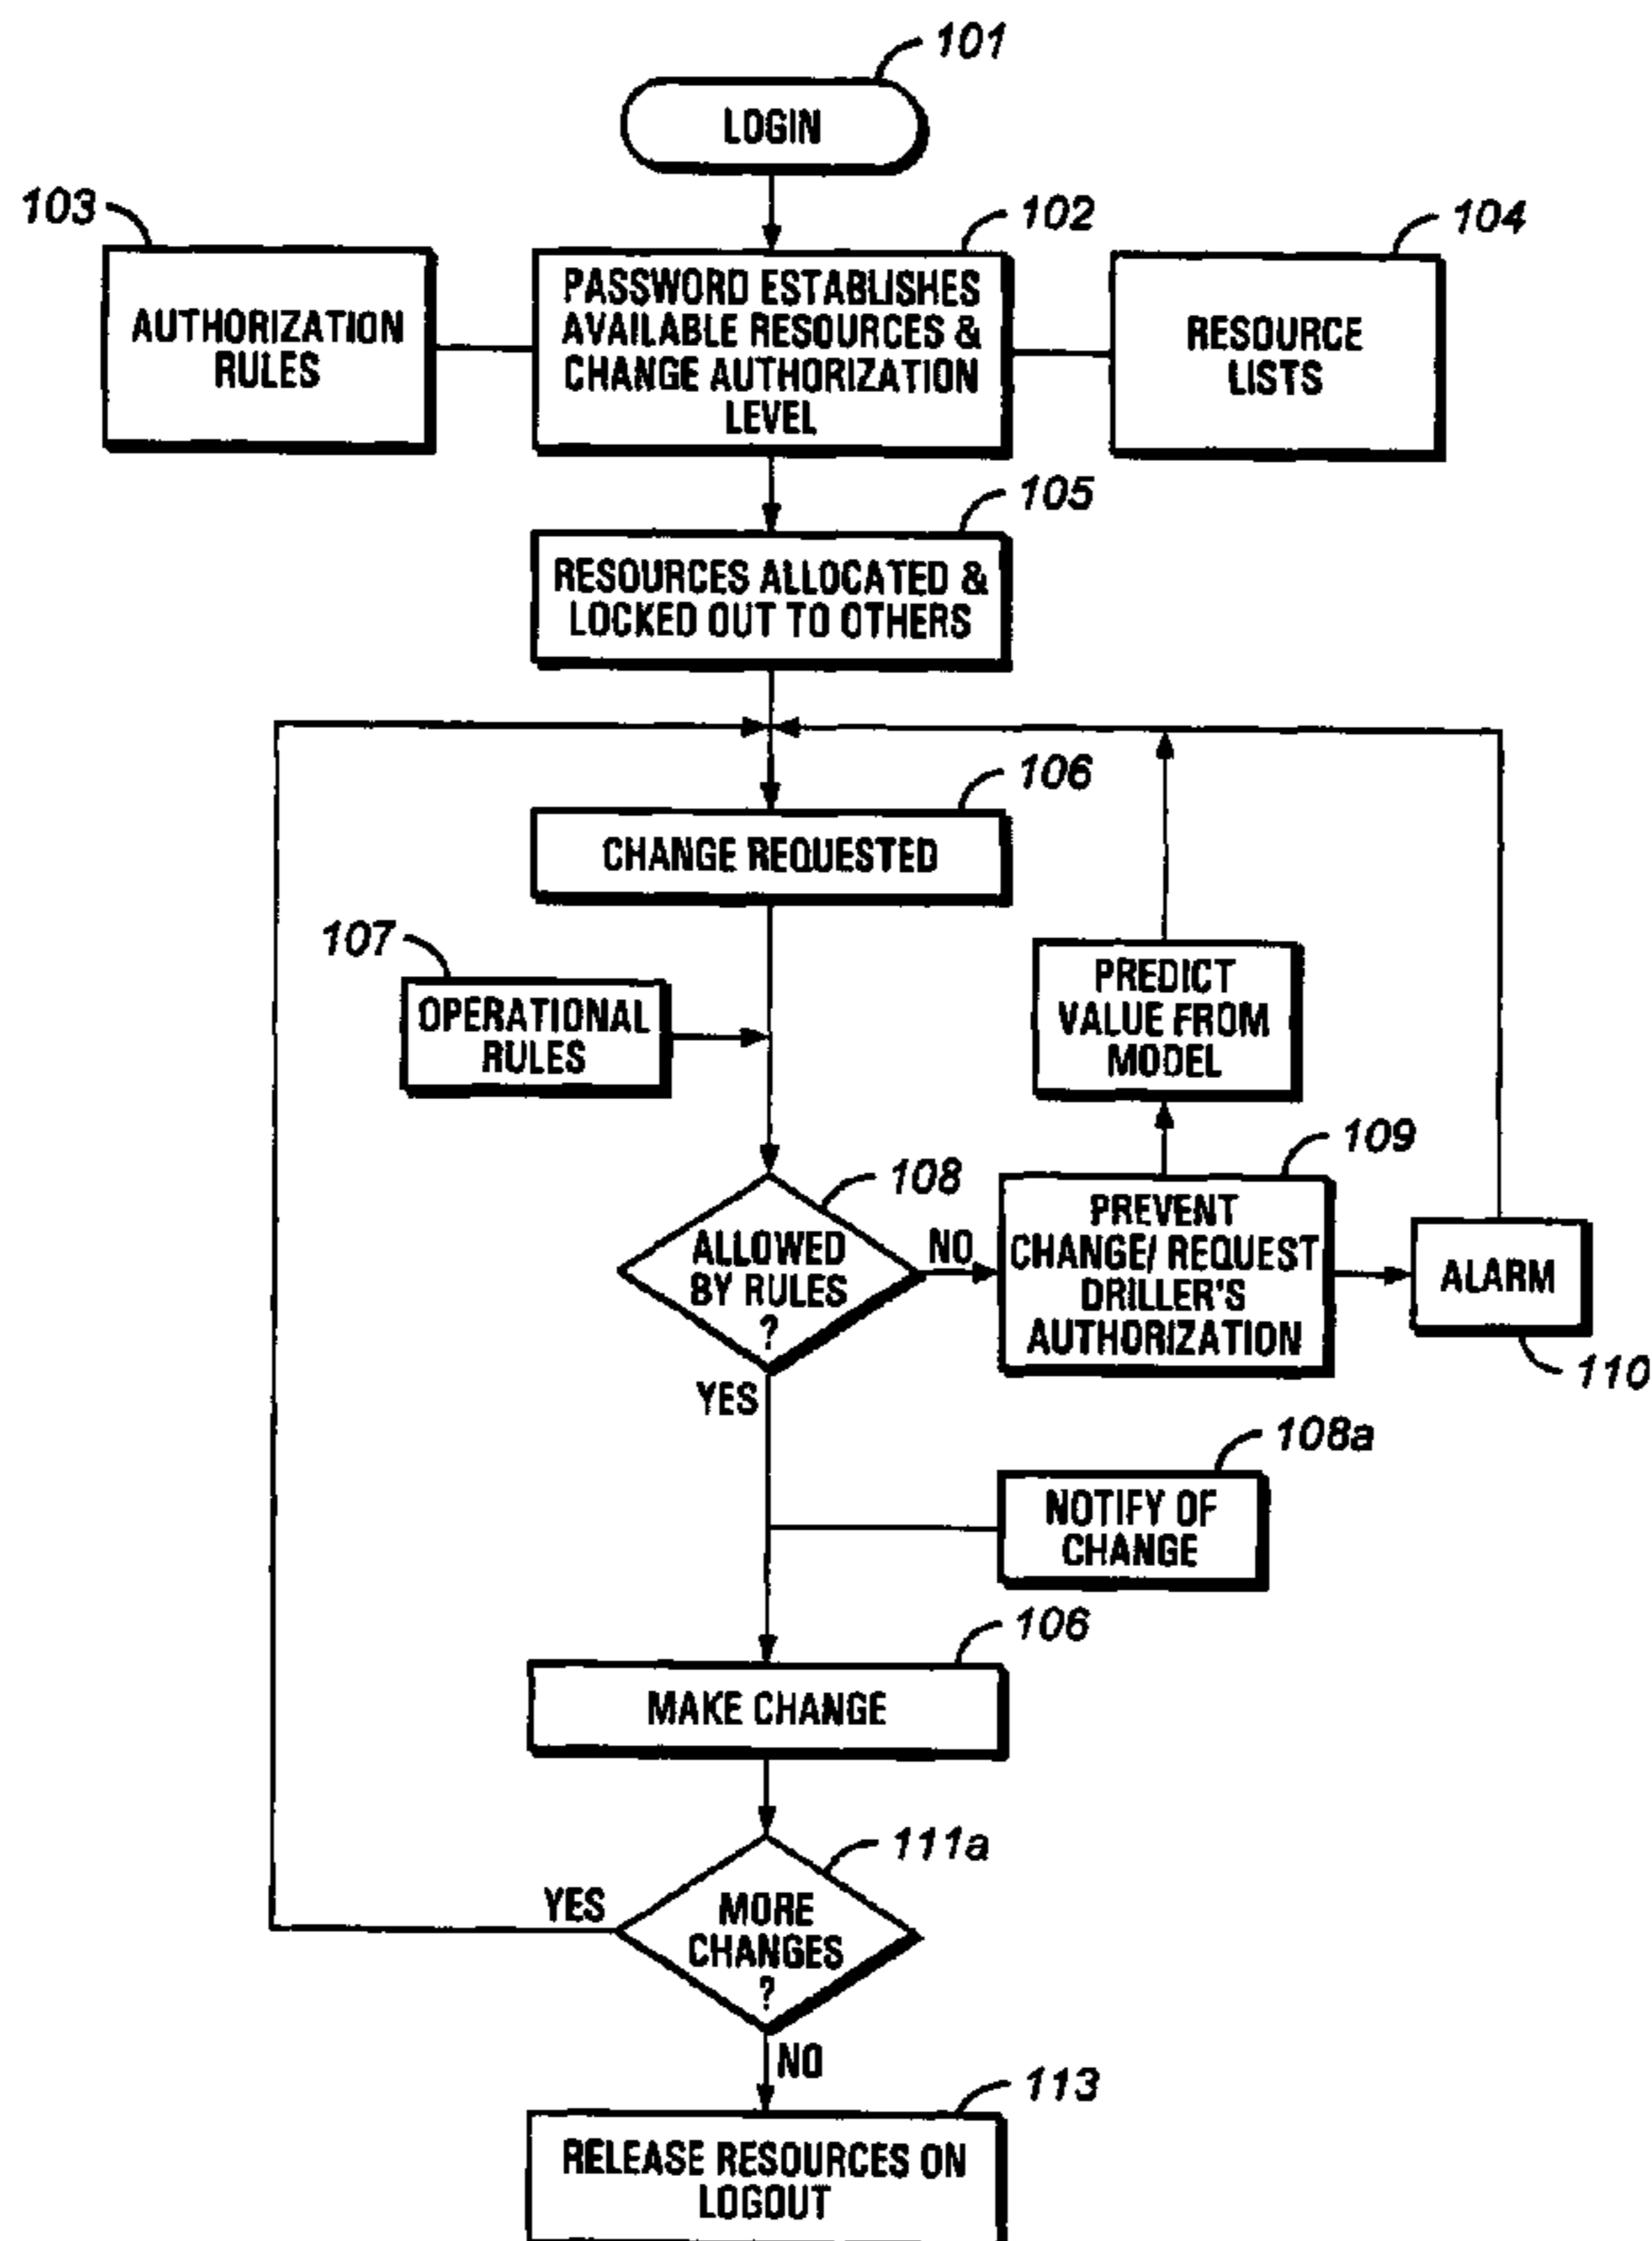 101
LOGIN
103
102
104
AUTHORIZATION
RULES
PASSWORD ESTABLISHES
AVAILABLE RESOURCES &
CHANGE AUTHORIZATION
LEVEL
RESOURCE
LISTS
105
RESOURCES ALLOCATED &
LOCKED OUT TO OTHERS
106
CHANGE REQUESTED
107
OPERATIONAL
RULES
PREDICT
VALUE FROM
MODEL
108
ALLOWED
BY RULES
?
NO
109
PREVENT
CHANGE/ REQUEST
DRILLER'S
AUTHORIZATION
ALARM
110
YES
108a
NOTIFY OF
CHANGE
106
MAKE CHANGE
111a
YES
MORE
CHANGES
?
NO
113
RELEASE RESOURCES ON
LOGOUT